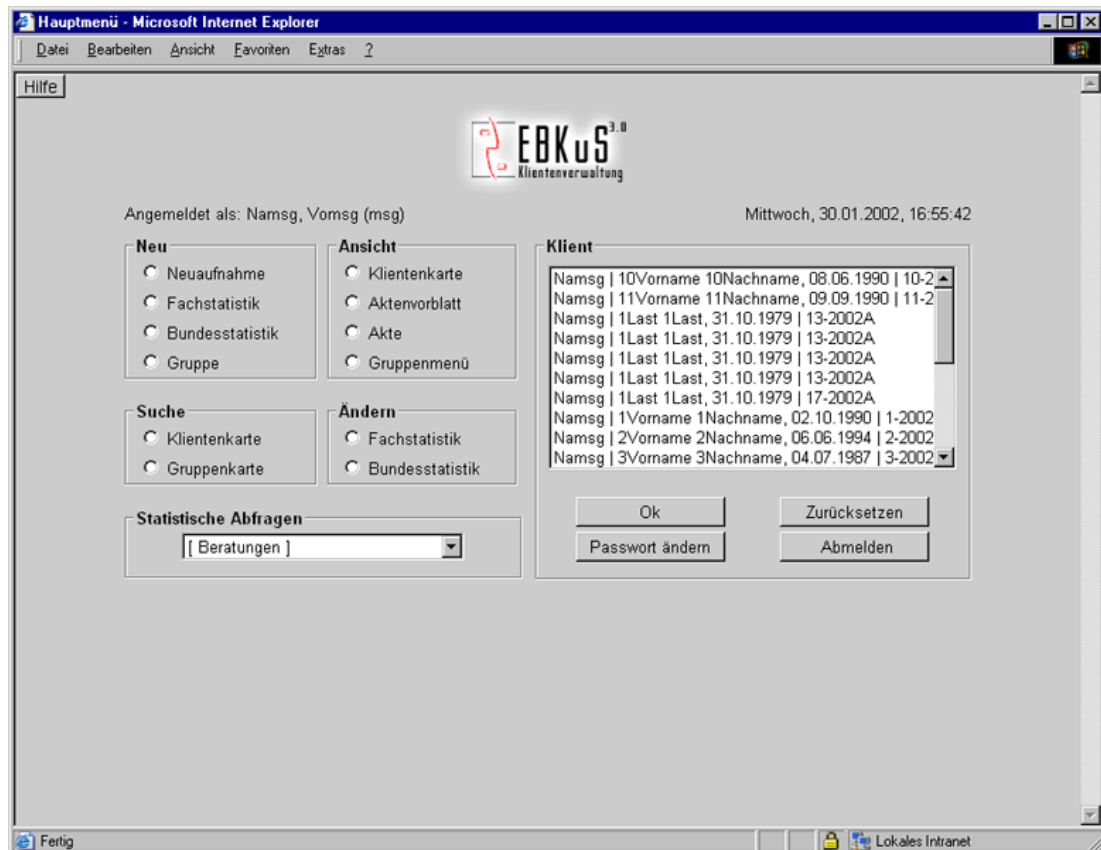 Hauptmenü - Microsoft Internet Explorer
Datei Bearbeiten Ansicht Favoriten Extras ?
Hilfe
EBKuS 3.0
Klientenverwaltung
Angemeldet als: Namsg, Vomsg (msg)
Mittwoch, 30.01.2002, 16:55:42
Neu
Neuaufnahme
Fachstatistik
Bundesstatistik
Gruppe
Ansicht
Klientenkarte
Aktenvorblatt
Akte
Gruppenmenü
Suche
Klientenkarte
Gruppenkarte
Ändern
Fachstatistik
Bundesstatistik
Statistische Abfragen
[ Beratungen ]
Klient
Namsg | 10Vorname 10Nachname, 08.06.1990 | 10-2
Namsg | 11Vorname 11Nachname, 09.09.1990 | 11-2
Namsg | 1Last 1Last, 31.10.1979 | 13-2002A
Namsg | 1Last 1Last, 31.10.1979 | 13-2002A
Namsg | 1Last 1Last, 31.10.1979 | 13-2002A
Namsg | 1Last 1Last, 31.10.1979 | 13-2002A
Namsg | 1Last 1Last, 31.10.1979 | 17-2002A
Namsg | 1Vorname 1Nachname, 02.10.1990 | 1-2002
Namsg | 2Vorname 2Nachname, 06.06.1994 | 2-2002
Namsg | 3Vorname 3Nachname, 04.07.1987 | 3-2002
Ok
Zurücksetzen
Passwort ändern
Abmelden
Fertig
Lokales Intranet